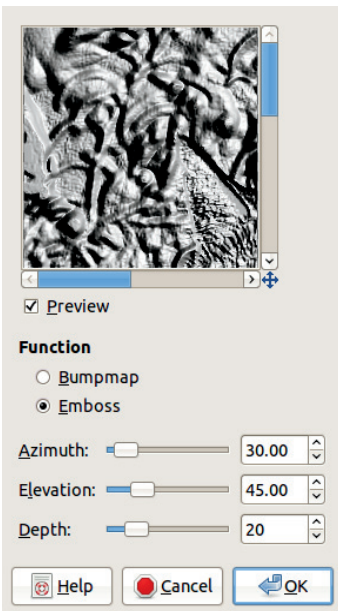 Preview
Function
Bumpmap
Emboss
Azimuth: 30.00
Elevation: 45.00
Depth: 20
Help Cancel OK